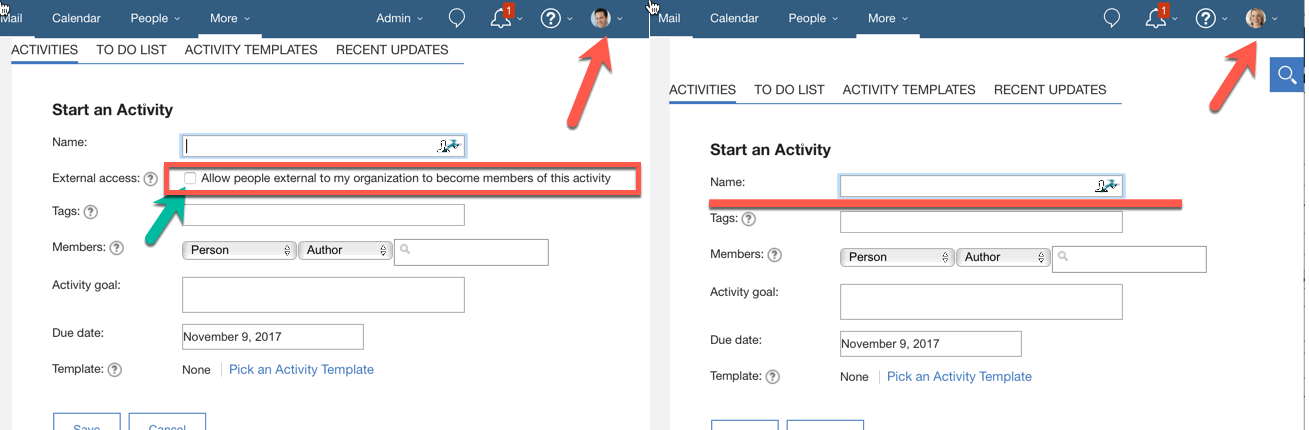 Mail Calendar People More Admin 1 ?
ACTIVITIES TO DO LIST ACTIVITY TEMPLATES RECENT UPDATES
Start an Activity
Name:
External access: ? Allow people external to my organization to become members of this activity
Tags: ?
Members: ? Person Author
Activity goal:
Due date: November 9, 2017
Template: ? None Pick an Activity Template
Save Cancel
Mail Calendar People More 1 ?
ACTIVITIES TO DO LIST ACTIVITY TEMPLATES RECENT UPDATES
Start an Activity
Name:
Tags: ?
Members: ? Person Author
Activity goal:
Due date: November 9, 2017
Template: ? None Pick an Activity Template